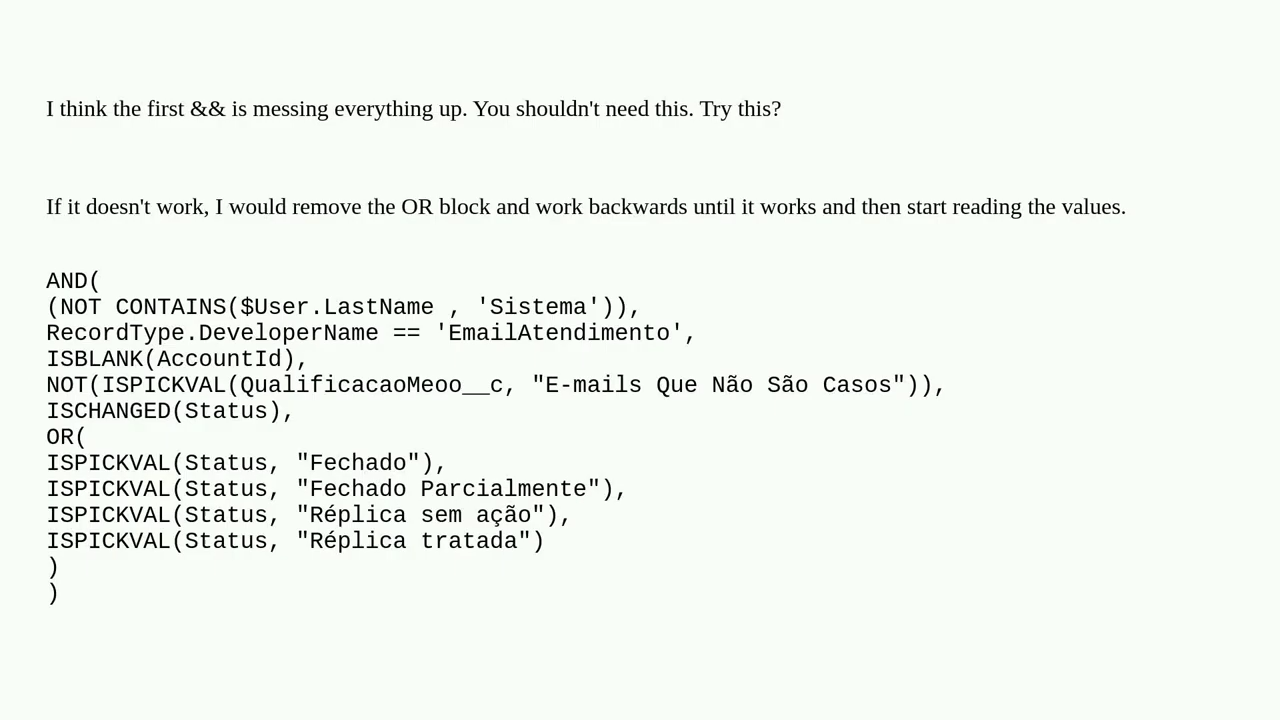 I think the first && is messing everything up. You shouldn't need this. Try this?
If it doesn't work, I would remove the OR block and work backwards until it works and then start reading the values.
AND(
(NOT CONTAINS($User.LastName , 'Sistema')),
RecordType.DeveloperName == 'EmailAtendimento',
ISBLANK(AccountId),
NOT(ISPICKVAL(QualificacaoMeoo__c, "E-mails Que Não São Casos")),
ISCHANGED(Status),
OR(
ISPICKVAL(Status, "Fechado"),
ISPICKVAL(Status, "Fechado Parcialmente"),
ISPICKVAL(Status, "Réplica sem ação"),
ISPICKVAL(Status, "Réplica tratada")
)
)